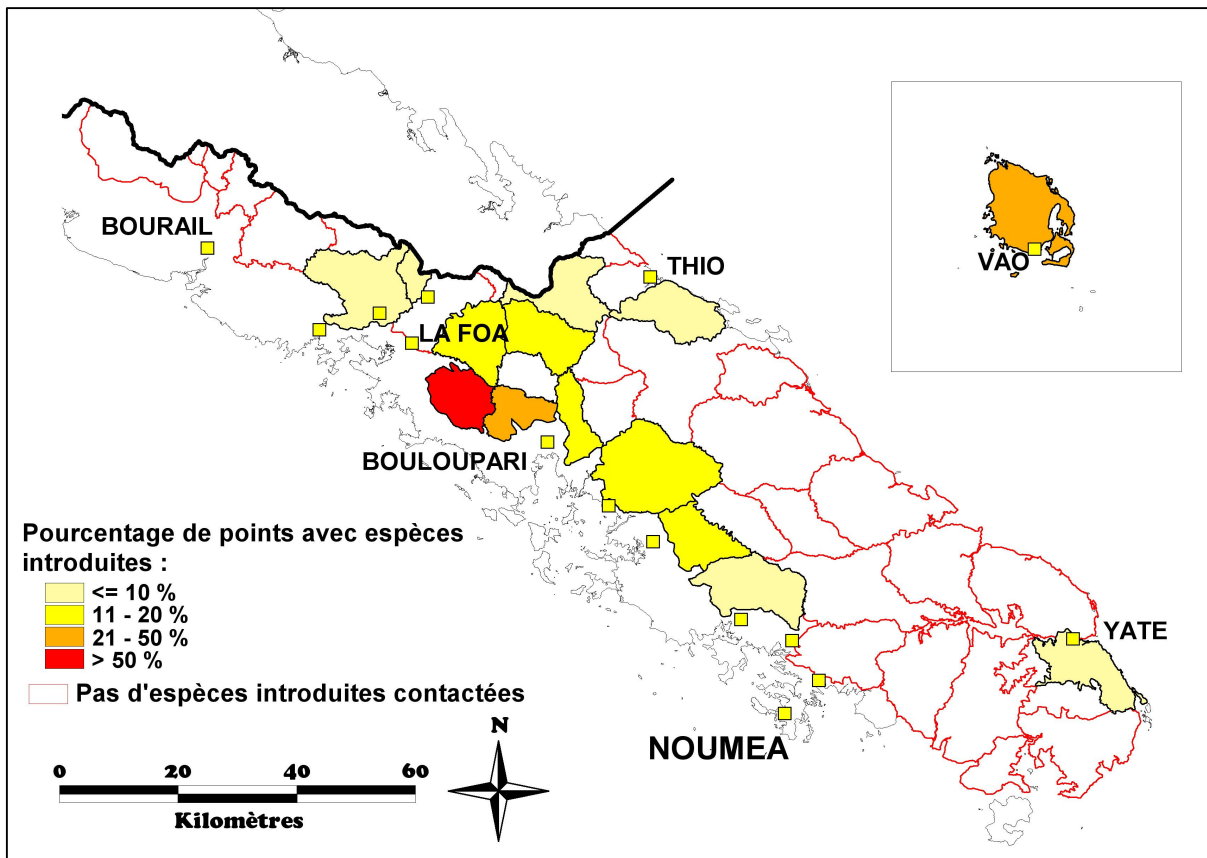 BOURAIL
THIO
VAO
LA FOA
BOULOUPARI
Pourcentage de points avec espèces
introduites :
<= 10 %
11 - 20 %
21 - 50 %
> 50 %
Pas d'espèces introduites contactées
YATE
NOUMEA
N
0 20 40 60
Kilomètres